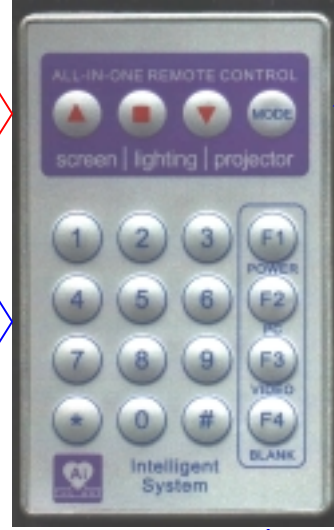 ALL-IN-ONE REMOTE CONTROL
MODE
screen | lighting | projector
1 2 3 F1
POWER
4 5 6 F2
PC
7 8 9 F3
VIDEO
* 0 # F4
BLANK
AI
Intelligent
System